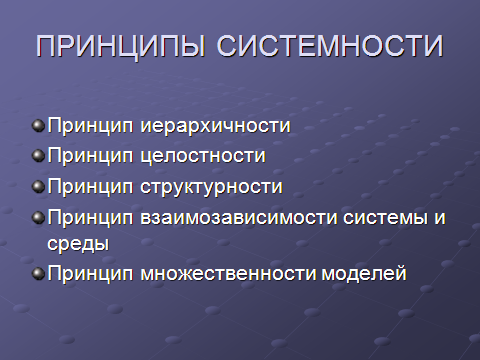 ПРИНЦИПЫ СИСТЕМНОСТИ
Принцип иерархичности
Принцип целостности
Принцип структурности
Принцип взаимозависимости системы и
среды
Принцип множественности моделей